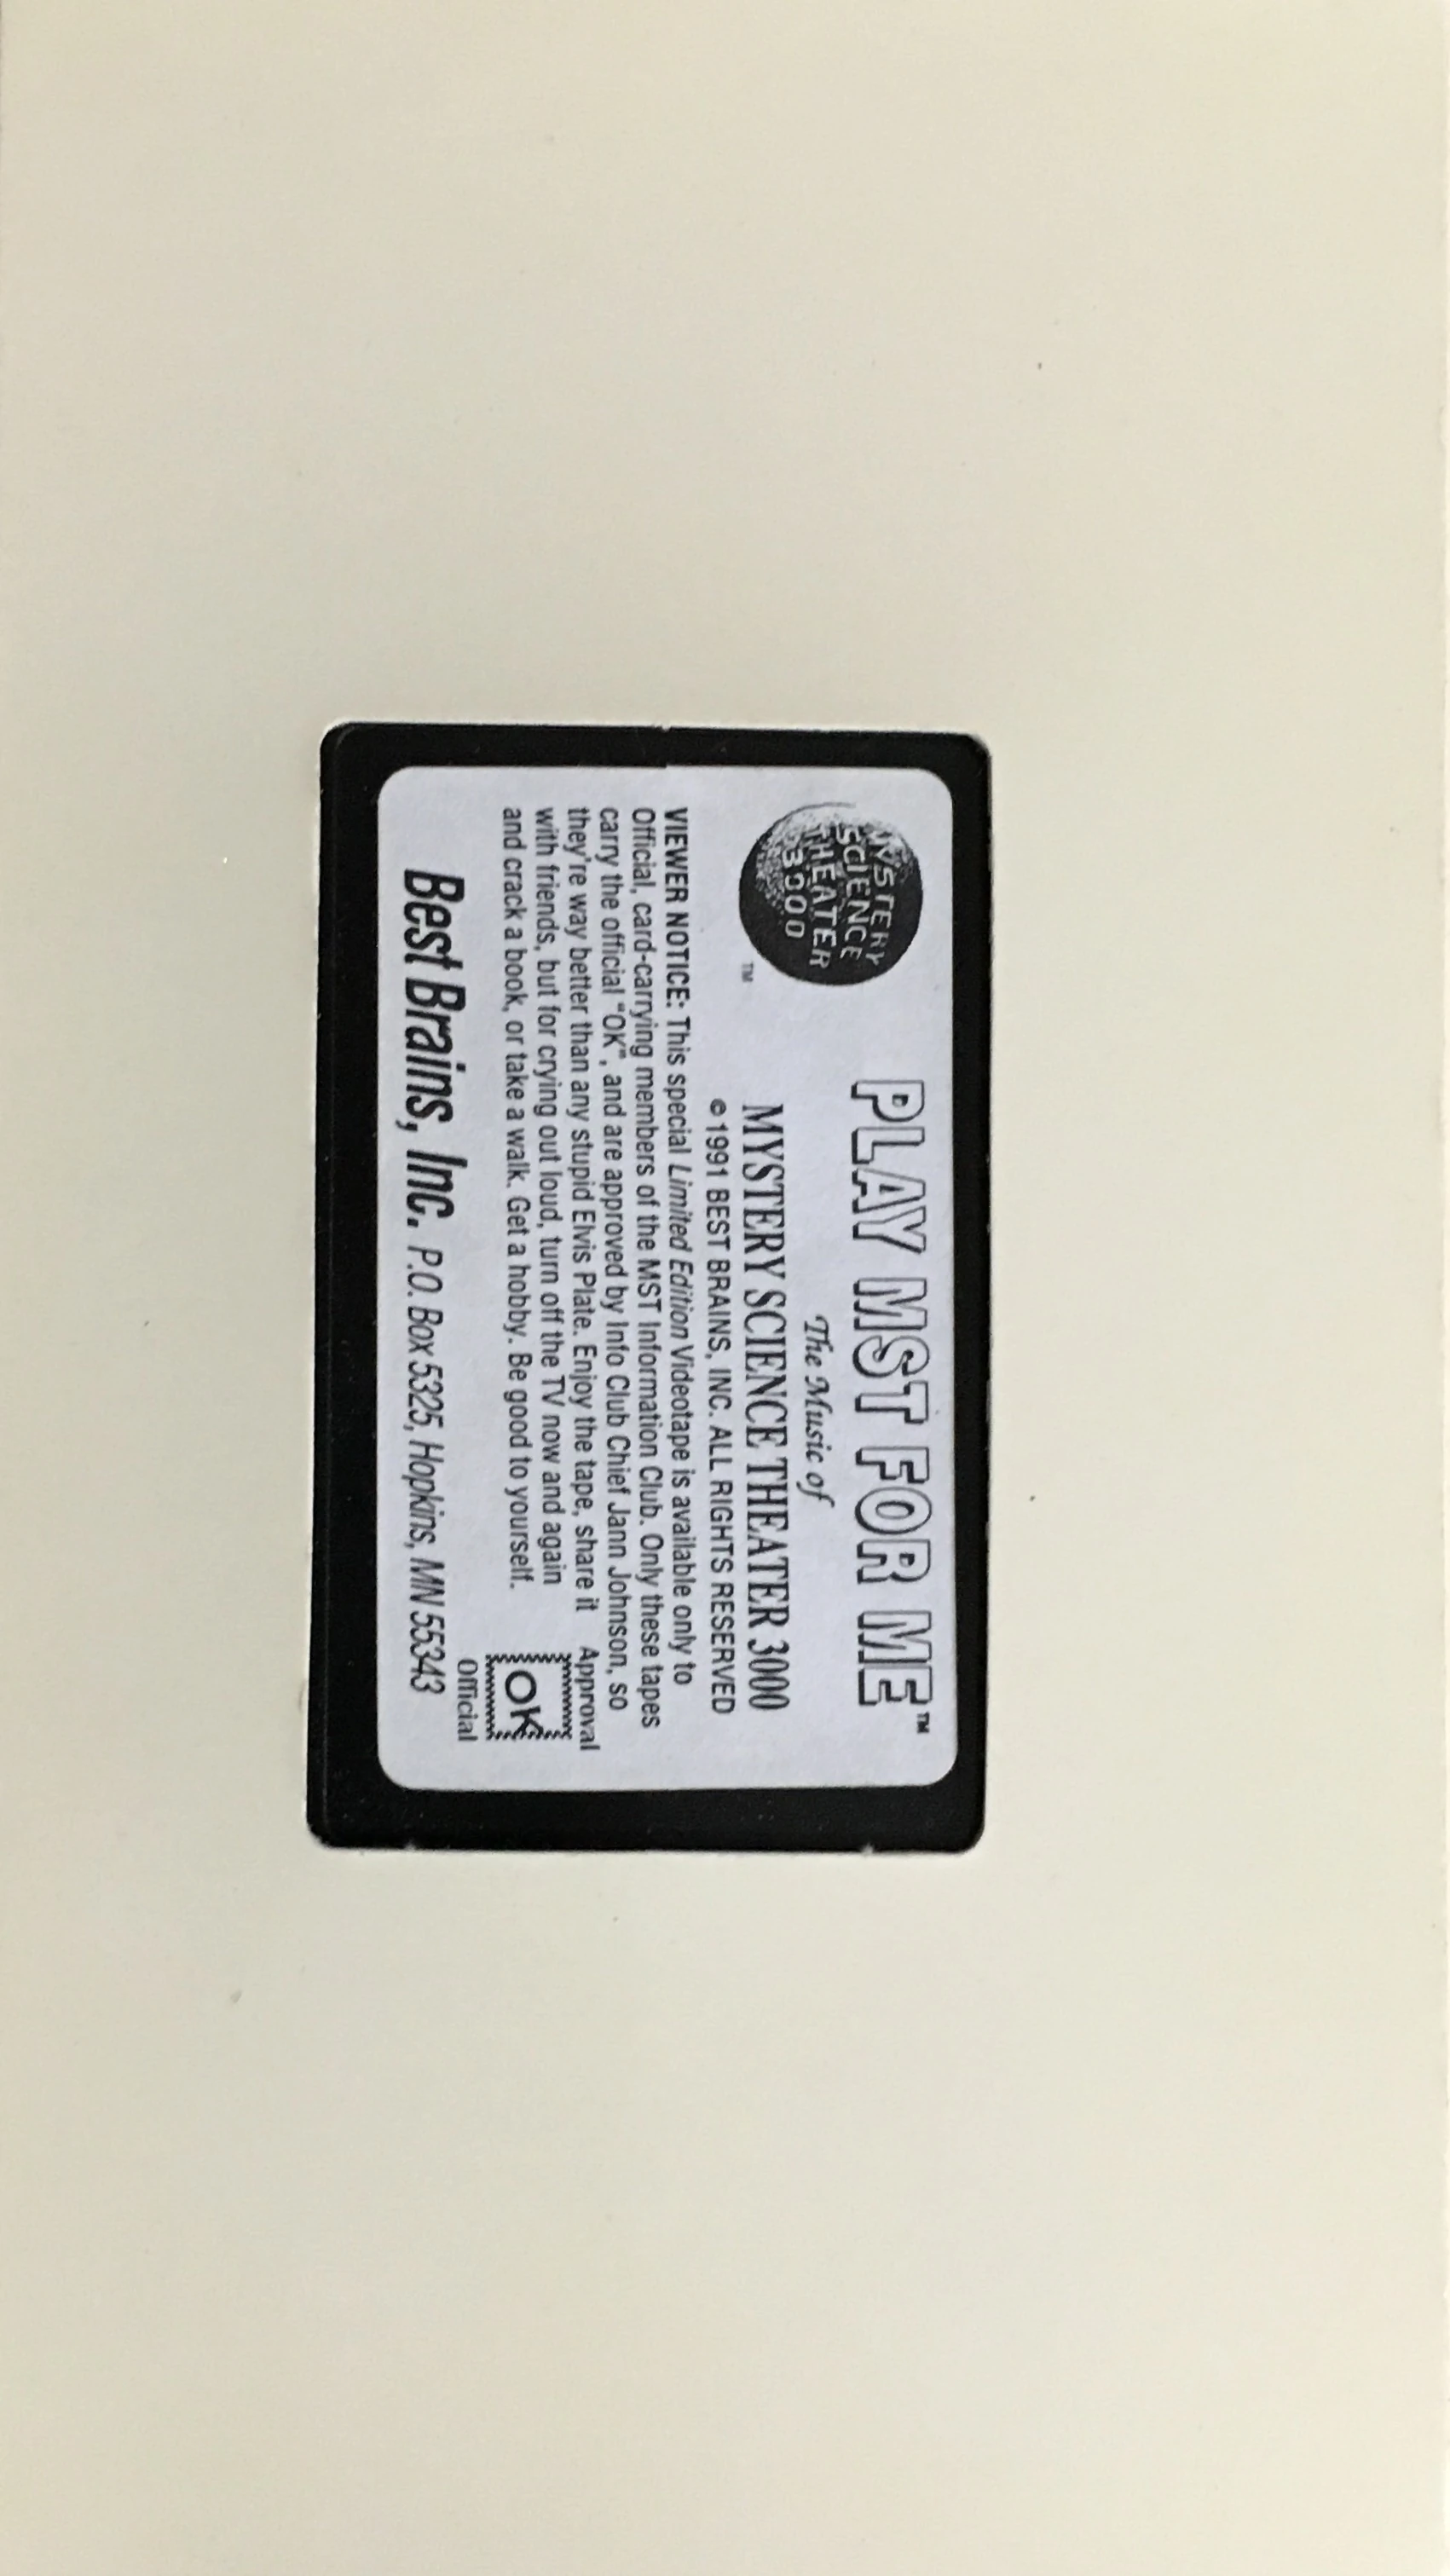 MYSTERY
SCIENCE
THEATER
3000
™
PLAY MST FOR ME™
The Music of
MYSTERY SCIENCE THEATER 3000
©1991 BEST BRAINS, INC. ALL RIGHTS RESERVED
VIEWER NOTICE: This special Limited Edition Videotape is available only to
Official, card-carrying members of the MST Information Club. Only these tapes
carry the official "OK", and are approved by Info Club Chief Jann Johnson, so
they're way better than any stupid Elvis Plate. Enjoy the tape, share it
with friends, but for crying out loud, turn off the TV now and again
and crack a book, or take a walk. Get a hobby. Be good to yourself.
Approval
OK
Official
Best Brains, Inc. P.O. Box 5325, Hopkins, MN 55343